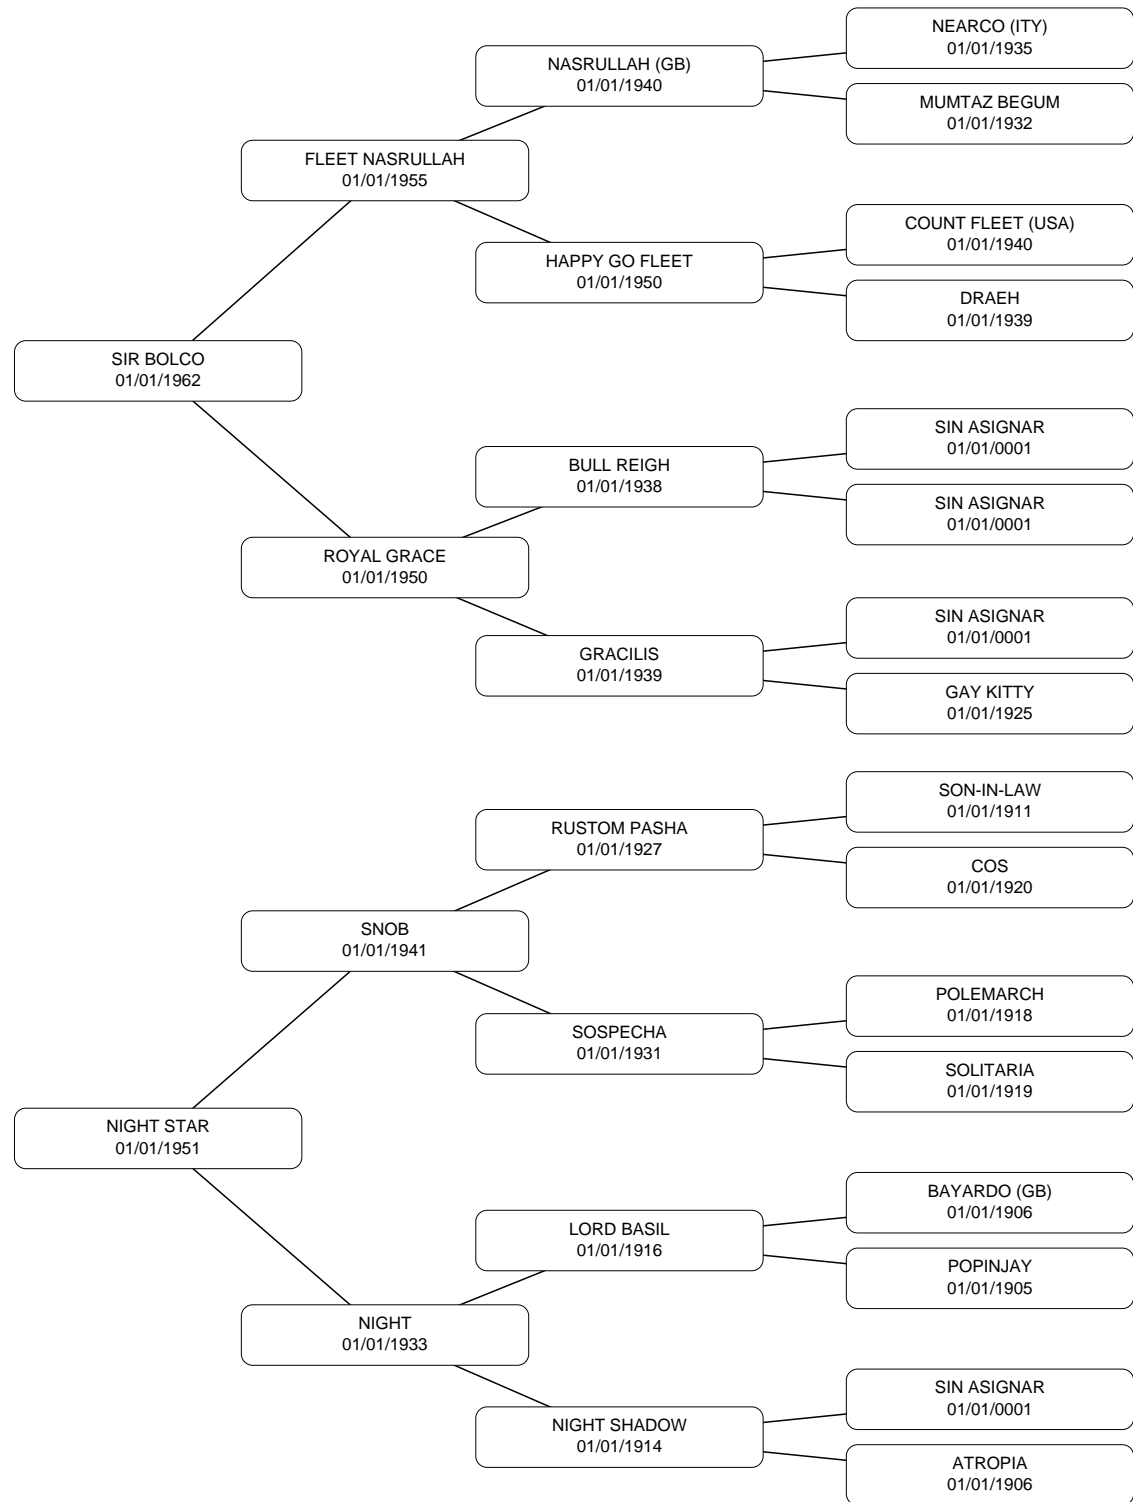 NEARCO (ITY)
01/01/1935
NASRULLAH (GB)
01/01/1940
MUMTAZ BEGUM
01/01/1932
FLEET NASRULLAH
01/01/1955
COUNT FLEET (USA)
01/01/1940
HAPPY GO FLEET
01/01/1950
DRAEH
01/01/1939
SIR BOLCO
01/01/1962
SIN ASIGNAR
01/01/0001
BULL REIGH
01/01/1938
SIN ASIGNAR
01/01/0001
ROYAL GRACE
01/01/1950
SIN ASIGNAR
01/01/0001
GRACILIS
01/01/1939
GAY KITTY
01/01/1925
SON-IN-LAW
01/01/1911
RUSTOM PASHA
01/01/1927
COS
01/01/1920
SNOB
01/01/1941
POLEMARCH
01/01/1918
SOSPECHA
01/01/1931
SOLITARIA
01/01/1919
NIGHT STAR
01/01/1951
BAYARDO (GB)
01/01/1906
LORD BASIL
01/01/1916
POPINJAY
01/01/1905
NIGHT
01/01/1933
SIN ASIGNAR
01/01/0001
NIGHT SHADOW
01/01/1914
ATROPIA
01/01/1906